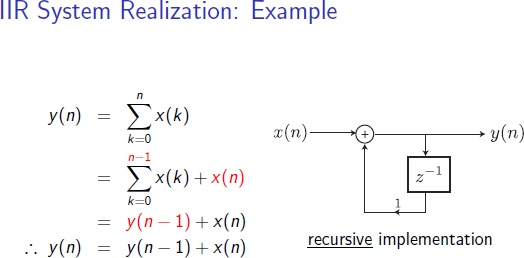 IIR System Realization: Example
y(n) = n∑k=0 x(k)
= n−1∑k=0 x(k) + x(n)
= y(n − 1) + x(n)
∴ y(n) = y(n − 1) + x(n)
x(n) + y(n)
z⁻¹
1
recursive implementation